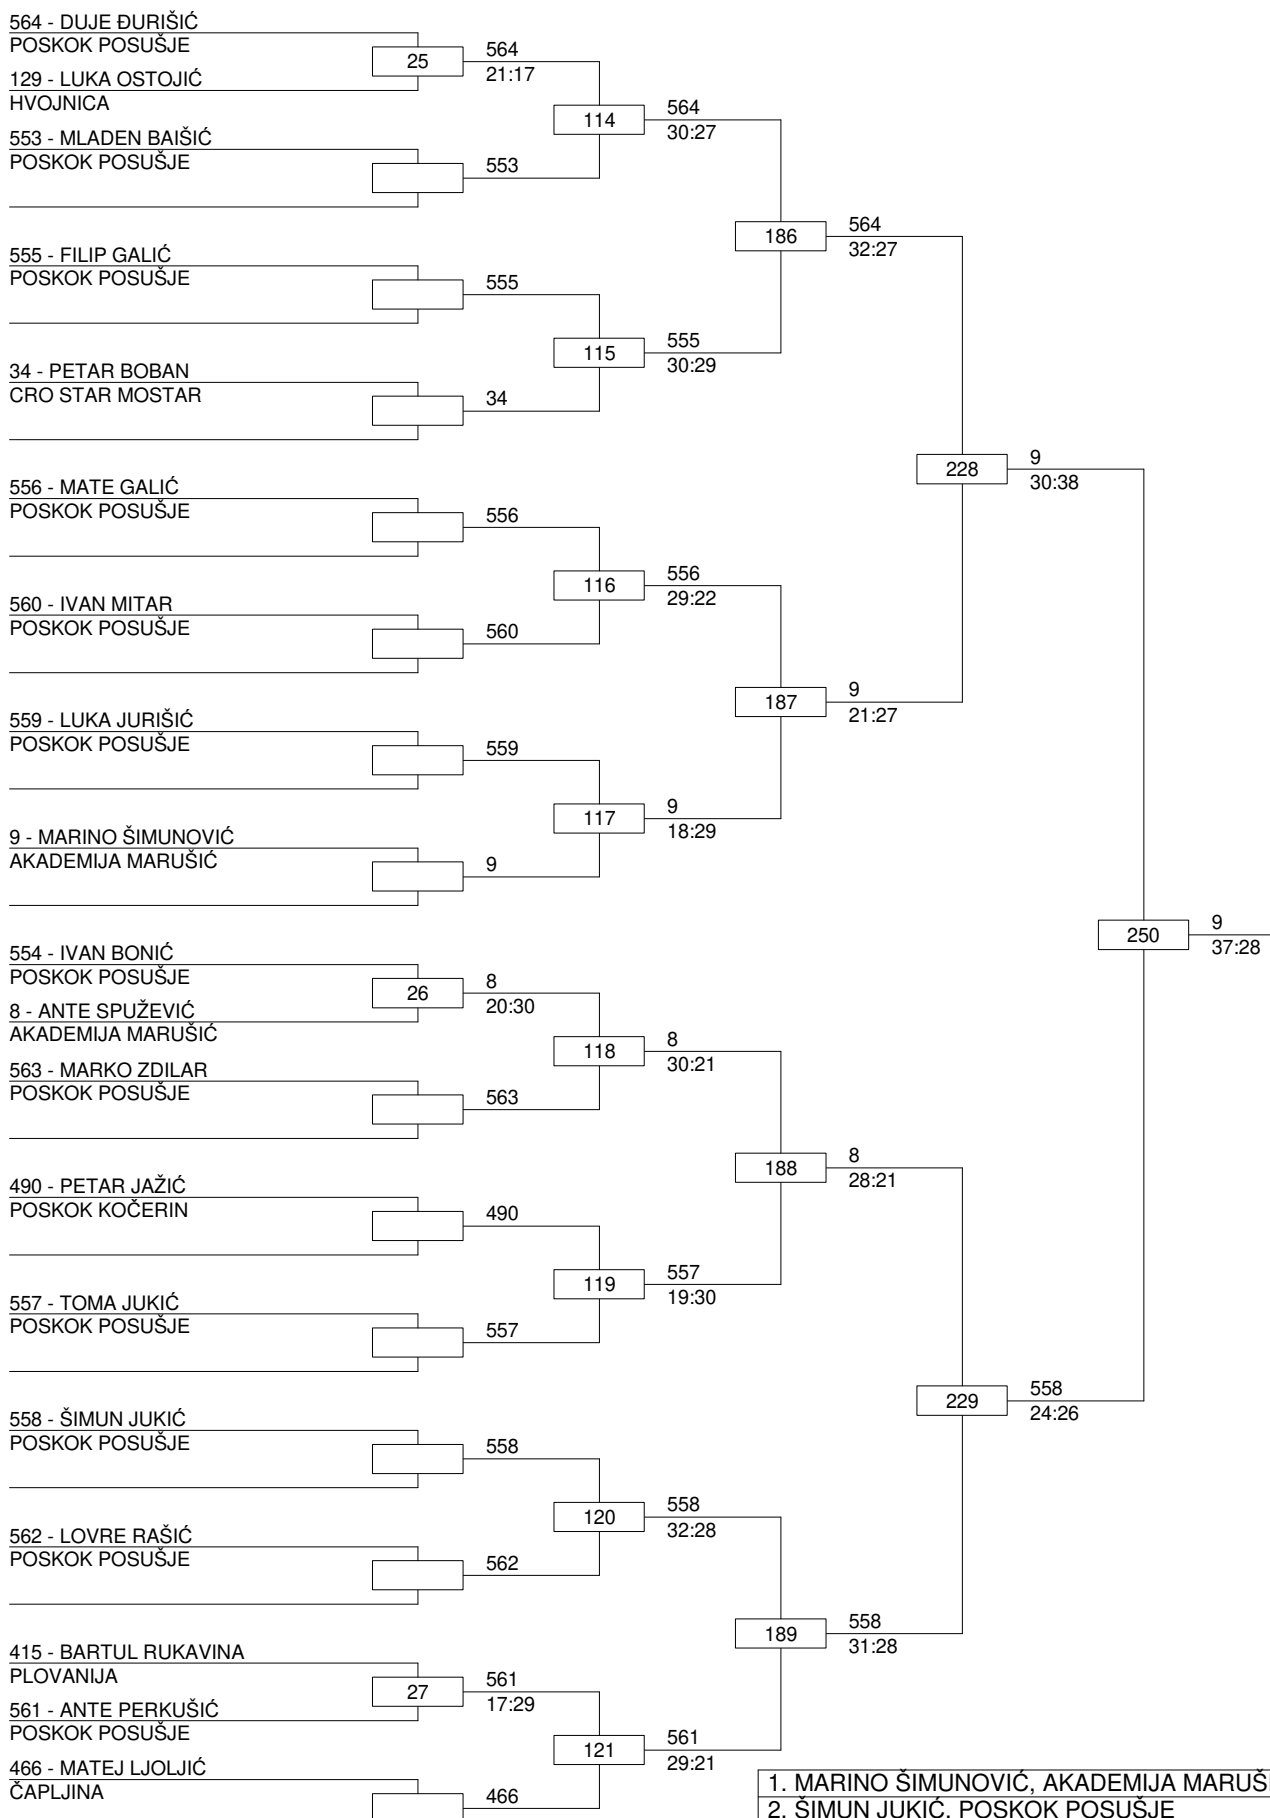 564 - DUJE ĐURIŠIĆ
POSKOK POSUŠJE
25
564
21:17
129 - LUKA OSTOJIĆ
HVOJNICA
114
564
30:27
553 - MLADEN BAIŠIĆ
POSKOK POSUŠJE
553
186
564
32:27
555 - FILIP GALIĆ
POSKOK POSUŠJE
555
115
555
30:29
34 - PETAR BOBAN
CRO STAR MOSTAR
34
228
9
30:38
556 - MATE GALIĆ
POSKOK POSUŠJE
556
116
556
29:22
560 - IVAN MITAR
POSKOK POSUŠJE
560
187
9
21:27
559 - LUKA JURIŠIĆ
POSKOK POSUŠJE
559
117
9
18:29
9 - MARINO ŠIMUNOVIĆ
AKADEMIJA MARUŠIĆ
9
250
9
37:28
554 - IVAN BONIĆ
POSKOK POSUŠJE
26
8
20:30
8 - ANTE SPUŽEVIĆ
AKADEMIJA MARUŠIĆ
118
8
30:21
563 - MARKO ZDILAR
POSKOK POSUŠJE
563
188
8
28:21
490 - PETAR JAŽIĆ
POSKOK KOČERIN
490
119
557
19:30
557 - TOMA JUKIĆ
POSKOK POSUŠJE
557
229
558
24:26
558 - ŠIMUN JUKIĆ
POSKOK POSUŠJE
558
120
558
32:28
562 - LOVRE RAŠIĆ
POSKOK POSUŠJE
562
189
558
31:28
415 - BARTUL RUKAVINA
PLOVANIJA
27
561
17:29
561 - ANTE PERKUŠIĆ
POSKOK POSUŠJE
121
561
29:21
466 - MATEJ LJOLJIĆ
ČAPLJINA
466
1. MARINO ŠIMUNOVIĆ, AKADEMIJA MARUŠI
2. ŠIMUN JUKIĆ, POSKOK POSUŠJE